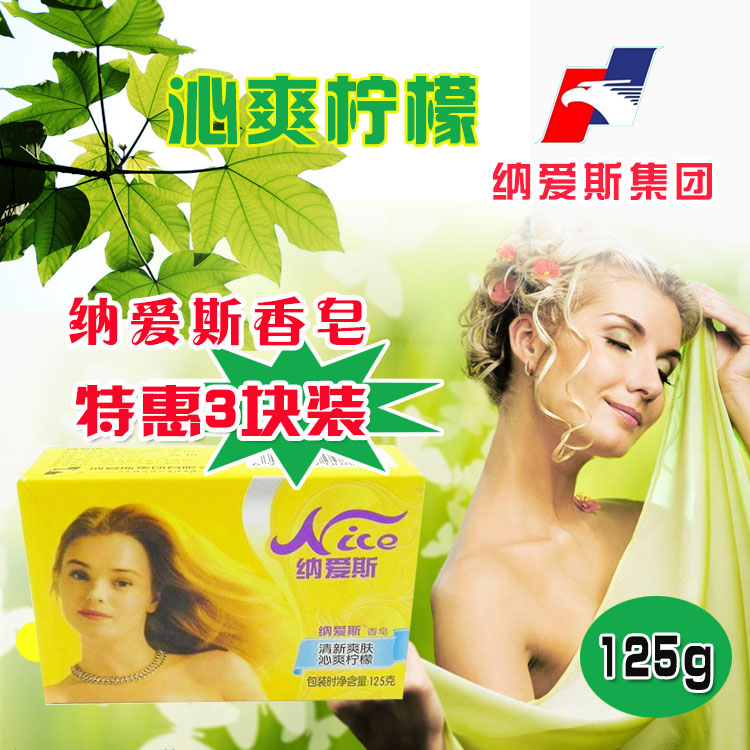 沁爽柠檬
纳爱斯集团
纳爱斯香皂
特惠3块装
Nice
纳爱斯
纳爱斯 香皂
清新爽肤
沁爽柠檬
包装时净含量:125克
125g